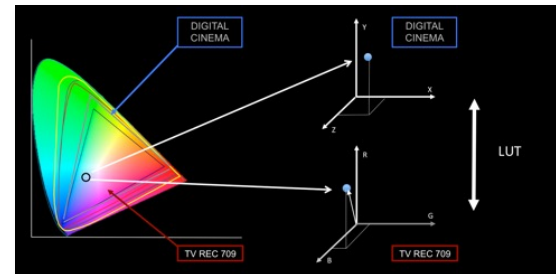 DIGITAL
CINEMA
DIGITAL
CINEMA
Y
X
Z
LUT
R
G
B
TV REC 709
TV REC 709